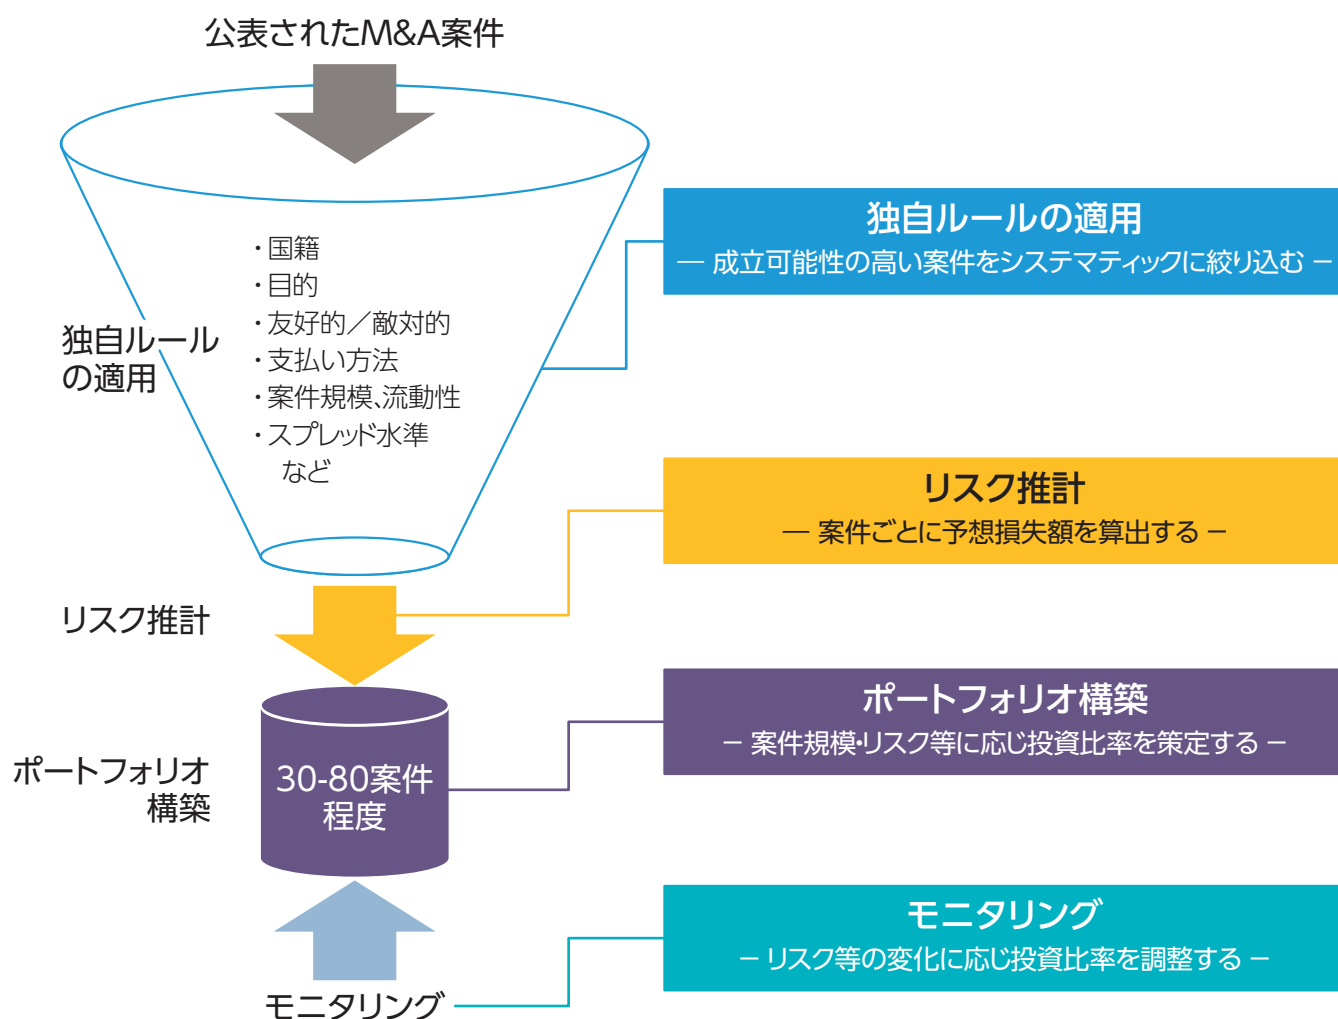 公表されたM&A案件
独自ルール
の適用
・国籍
・目的
・友好的／敵対的
・支払い方法
・案件規模、流動性
・スプレッド水準
など
独自ルールの適用
― 成立可能性の高い案件をシステマティックに絞り込む －
リスク推計
リスク推計
― 案件ごとに予想損失額を算出する －
ポートフォリオ
構築
30-80案件
程度
ポートフォリオ構築
－ 案件規模・リスク等に応じ投資比率を策定する －
モニタリング
モニタリング
－ リスク等の変化に応じ投資比率を調整する －